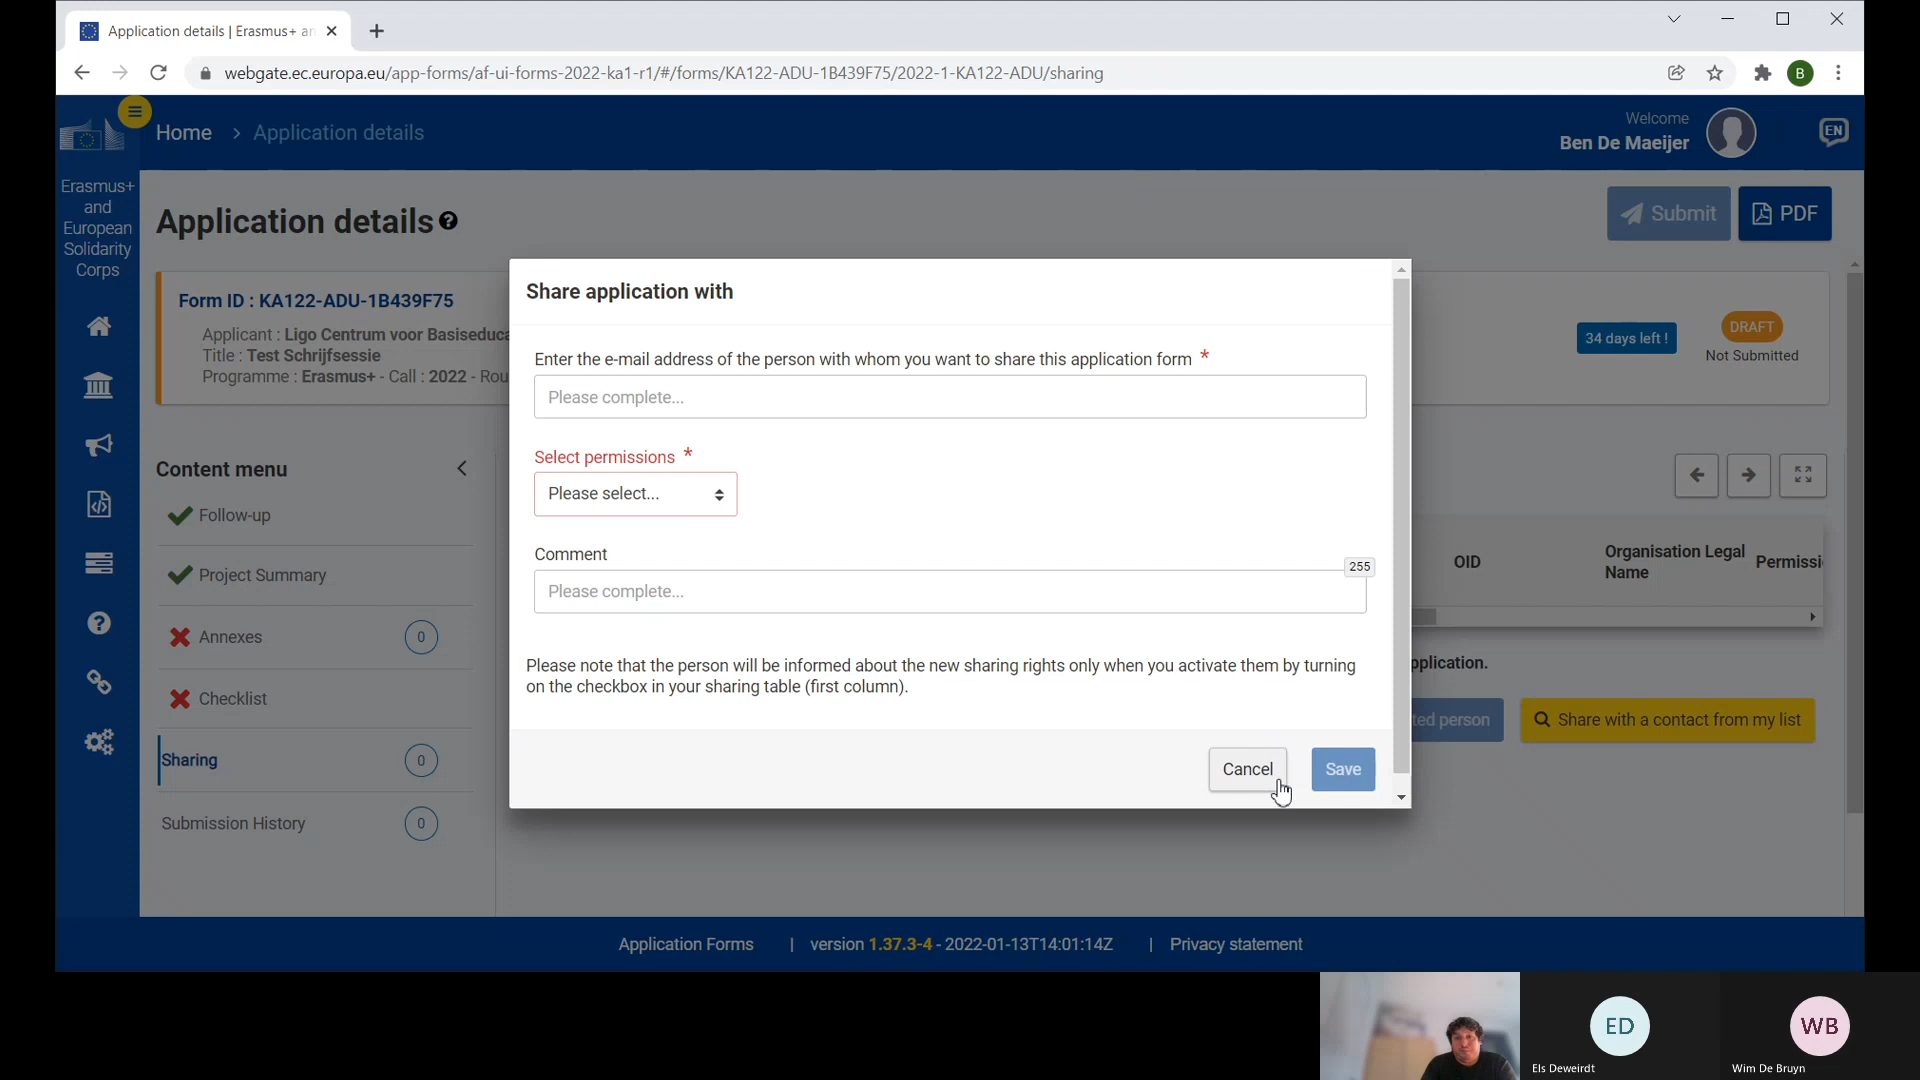 Application details | Erasmus+ an
webgate.ec.europa.eu/app-forms/af-ui-forms-2022-ka1-r1/#/forms/KA122-ADU-1B439F75/2022-1-KA122-ADU/sharing
B
Home > Application details
Welcome
Ben De Maeijer
EN
Erasmus+
and
European
Solidarity
Corps
Application details
Submit
PDF
Form ID : KA122-ADU-1B439F75
Applicant : Ligo Centrum voor Basiseduca
Title : Test Schrijfsessie
Programme : Erasmus+ - Call : 2022 - Rou
34 days left !
DRAFT
Not Submitted
Share application with
Enter the e-mail address of the person with whom you want to share this application form *
Please complete...
Select permissions *
Please select...
Comment
255
Please complete...
Please note that the person will be informed about the new sharing rights only when you activate them by turning
on the checkbox in your sharing table (first column).
Cancel
Save
Content menu
Follow-up
Project Summary
Annexes 0
Checklist
Sharing 0
Submission History 0
OID
Organisation Legal
Name
Permissi
pplication.
ted person
Share with a contact from my list
Application Forms | version 1.37.3-4 - 2022-01-13T14:01:14Z | Privacy statement
ED
Els Deweirdt
WB
Wim De Bruyn